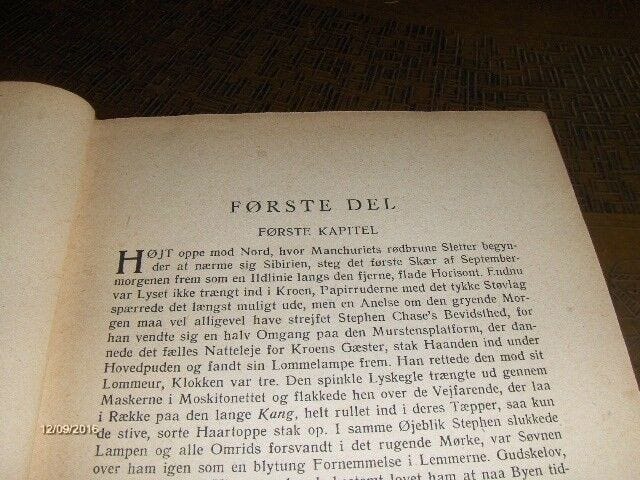 FØRSTE DEL
FØRSTE KAPITEL
HØJT oppe mod Nord, hvor Manchuriets rødbrune Sletter begyn-
der at nærme sig Sibirien, steg det første Skær af September-
morgenen frem som en Ildlinie langs den fjerne, flade Horisont. Endnu
var Lyset ikke trængt ind i Kroen, Papirruderne med det tykke Støvlag
spærrede det længst muligt ude, men en Anelse om den gryende Mor-
gen maa vel alligevel have strejfet Stephen Chase's Bevidsthed, for
han vendte sig en halv Omgang paa den Murstensplatform, der dan-
nede det fælles Natteleje for Kroens Gæster, stak Haanden ind under
Hovedpuden og fandt sin Lommelampe frem. Han rettede den mod sit
Lommeur, Klokken var tre. Den spinkle Lyskegle trængte ud gennem
Maskerne i Moskitonettet og flakkede hen over de Vejfarende, der laa
i Række paa den lange Kang, helt rullet ind i deres Tæpper, saa kun
de stive, sorte Haartoppe stak op. I samme Øjeblik Stephen slukkede
Lampen og alle Omrids forsvandt i det rugende Mørke, var Søvnen
over ham igen som en blytung Fornemmelse i Lemmerne. Gudskelov,
lovet ham at naa Byen tid-
12/09/2016